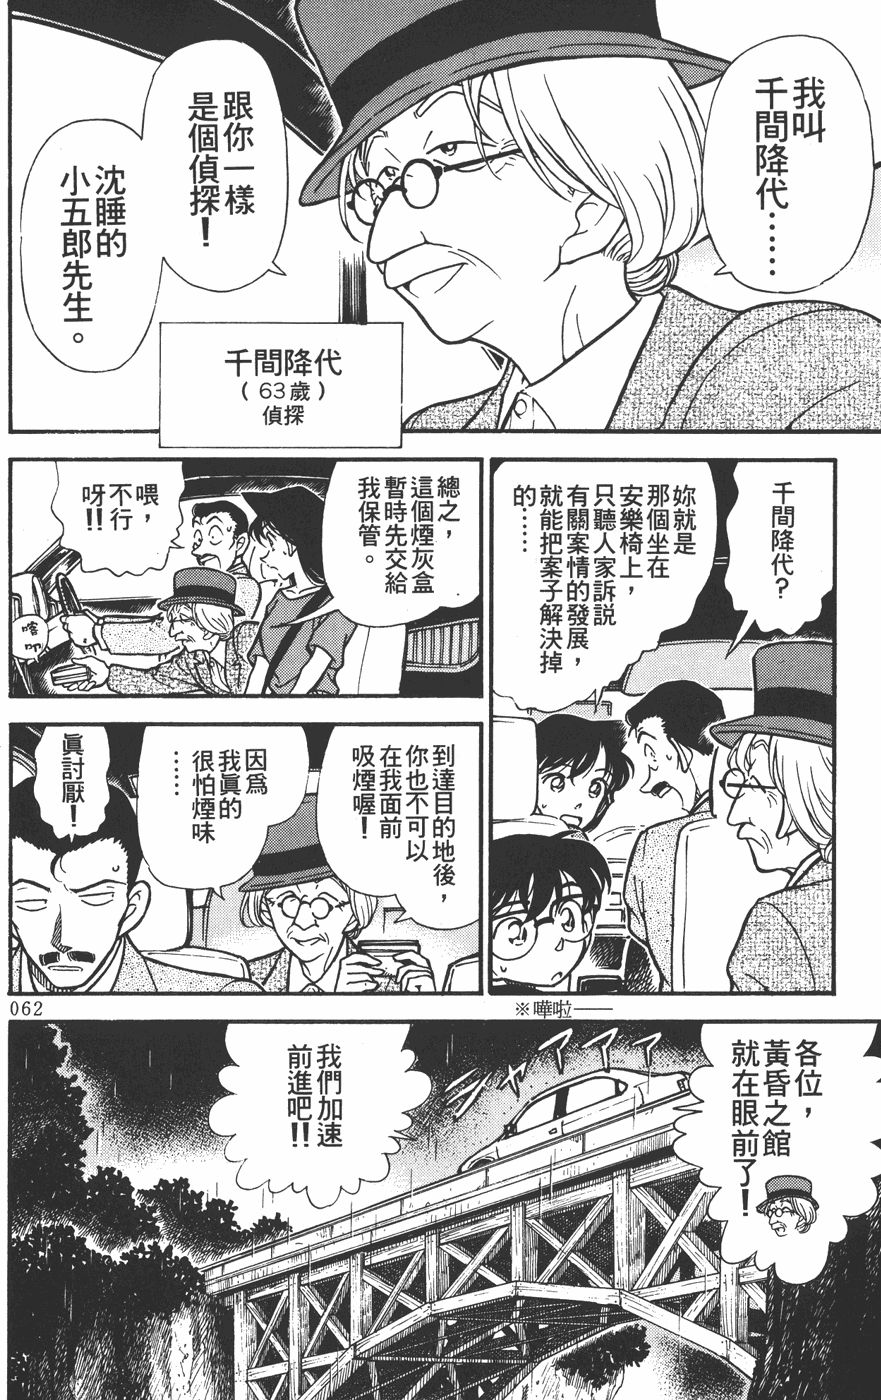 我叫
千間降代……
跟你一樣
是個偵探！
沈睡的
小五郎先生。
千間降代
（63歲）
偵探
千間降代？
妳就是
那個坐在
安樂椅上，
只聽人家訴說
有關案情的發展，
就能把案子解決掉
的……
總之，
這個煙灰盒
暫時先交給
我保管。
喂，
不行
呀!!
喀
叩
到達目的地後，
你也不可以
在我面前
吸煙喔！
因為
我真的
很怕煙味
……
真討厭！
062
※嘩啦——
各位，
黃昏之館
就在眼前了！
我們加速
前進吧!!
シャアアア